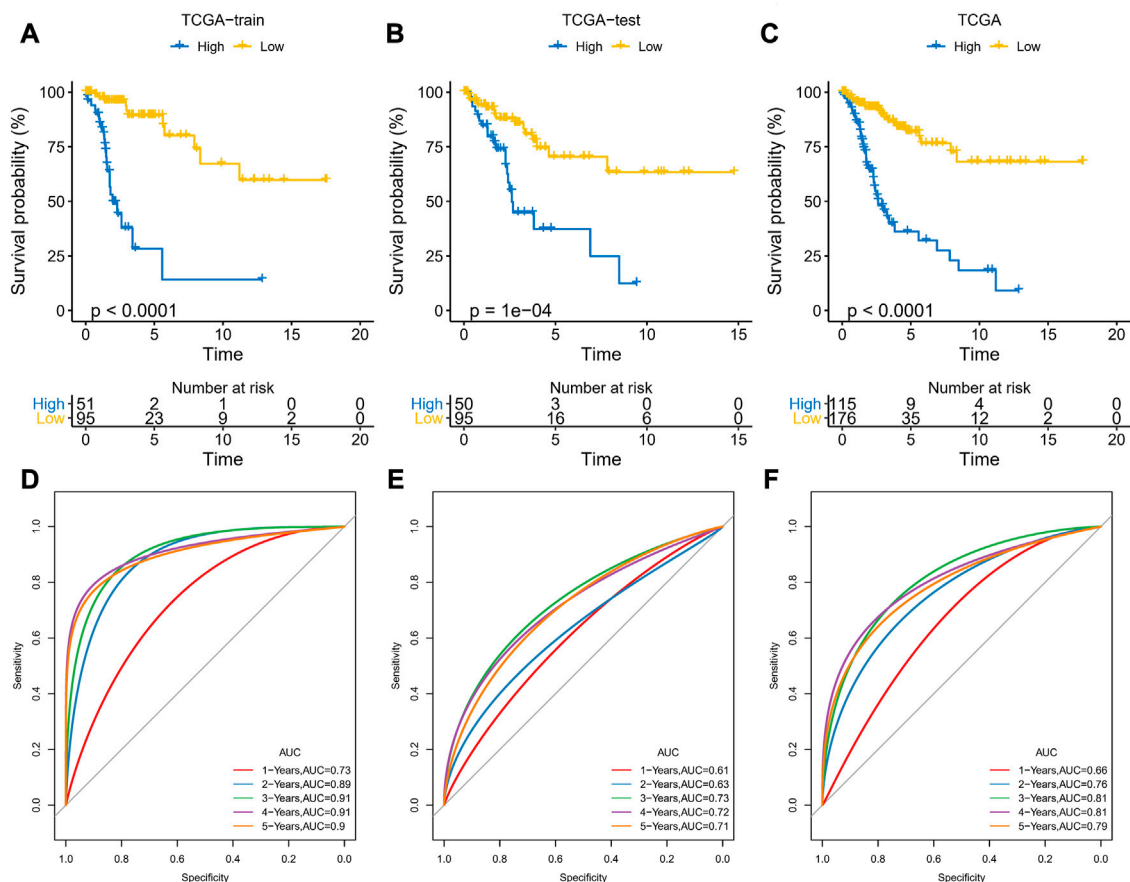 A
TCGA−train
High Low
Survival probability (%)
100
75
50
25
0
p < 0.0001
0 5 10 15 20
Time
Number at risk
High 51 2 1 0 0
Low 95 23 9 2 0
0 5 10 15 20
Time
B
TCGA−test
High Low
Survival probability (%)
100
75
50
25
0
p = 1e−04
0 5 10 15
Time
Number at risk
High 50 3 0 0
Low 95 16 6 0
0 5 10 15
Time
C
TCGA
High Low
Survival probability (%)
100
75
50
25
0
p < 0.0001
0 5 10 15 20
Time
Number at risk
High 115 9 4 0 0
Low 176 35 12 2 0
0 5 10 15 20
Time
D
Sensitivity
1.0
0.8
0.6
0.4
0.2
0.0
AUC
1−Years,AUC=0.73
2−Years,AUC=0.89
3−Years,AUC=0.91
4−Years,AUC=0.91
5−Years,AUC=0.9
1.0 0.8 0.6 0.4 0.2 0.0
Specificity
E
Sensitivity
1.0
0.8
0.6
0.4
0.2
0.0
AUC
1−Years,AUC=0.61
2−Years,AUC=0.63
3−Years,AUC=0.73
4−Years,AUC=0.72
5−Years,AUC=0.71
1.0 0.8 0.6 0.4 0.2 0.0
Specificity
F
Sensitivity
1.0
0.8
0.6
0.4
0.2
0.0
AUC
1−Years,AUC=0.66
2−Years,AUC=0.76
3−Years,AUC=0.81
4−Years,AUC=0.81
5−Years,AUC=0.79
1.0 0.8 0.6 0.4 0.2 0.0
Specificity